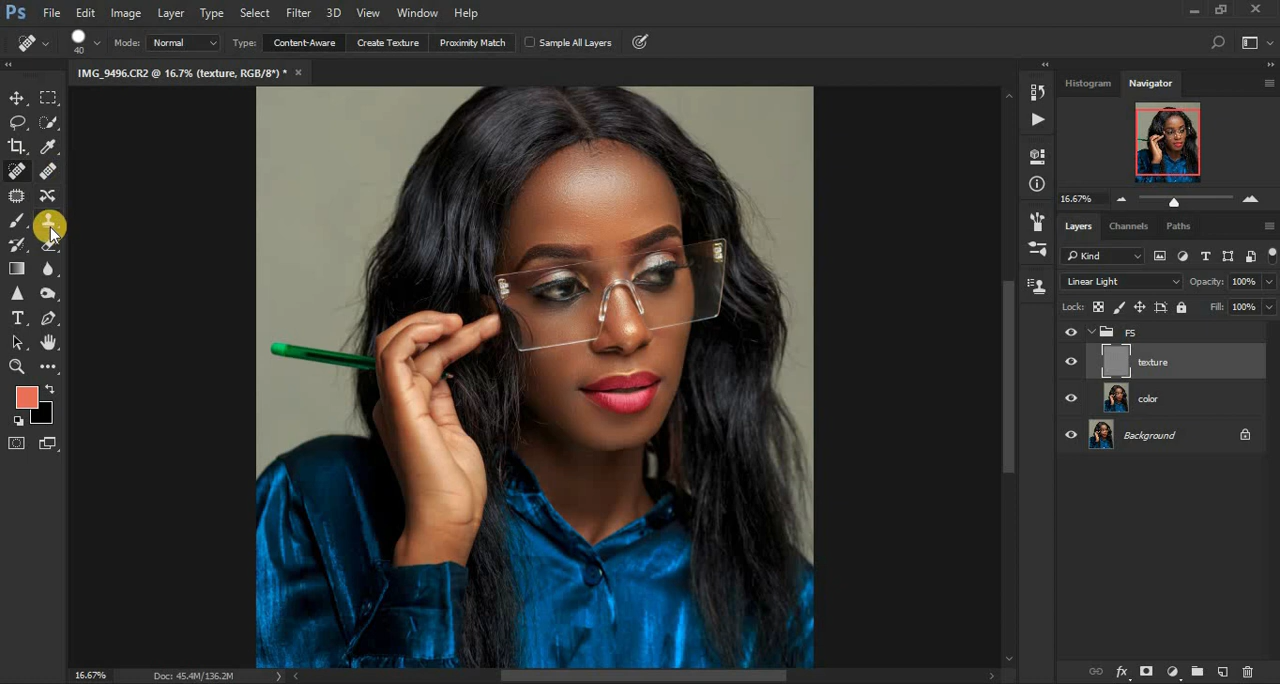 Ps File Edit Image Layer Type Select Filter 3D View Window Help
40 Mode: Normal Type: Content-Aware Create Texture Proximity Match Sample All Layers
IMG_9496.CR2 @ 16.7% (texture, RGB/8*) * ×
Histogram Navigator
16.67%
Layers Channels Paths
Kind
Linear Light Opacity: 100%
Lock: Fill: 100%
FS
texture
color
Background
16.67% Doc: 45.4M/136.2M